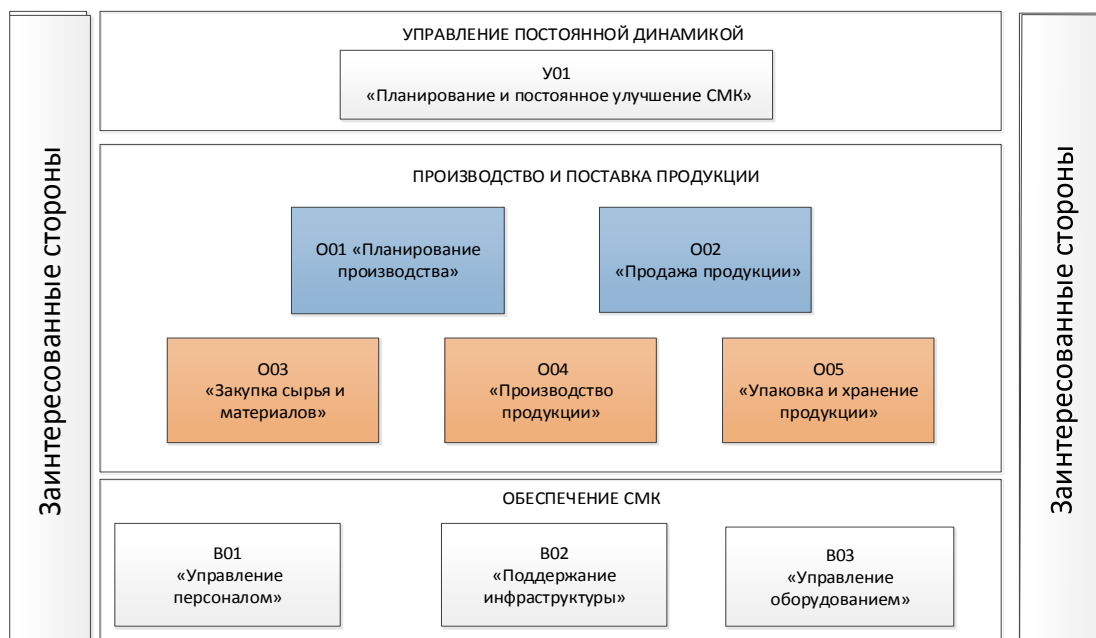 Заинтересованные стороны
УПРАВЛЕНИЕ ПОСТОЯННОЙ ДИНАМИКОЙ
У01
«Планирование и постоянное улучшение СМК»
ПРОИЗВОДСТВО И ПОСТАВКА ПРОДУКЦИИ
О01 «Планирование
производства»
О02
«Продажа продукции»
О03
«Закупка сырья и
материалов»
О04
«Производство
продукции»
О05
«Упаковка и хранение
продукции»
ОБЕСПЕЧЕНИЕ СМК
В01
«Управление
персоналом»
В02
«Поддержание
инфраструктуры»
В03
«Управление
оборудованием»
Заинтересованные стороны